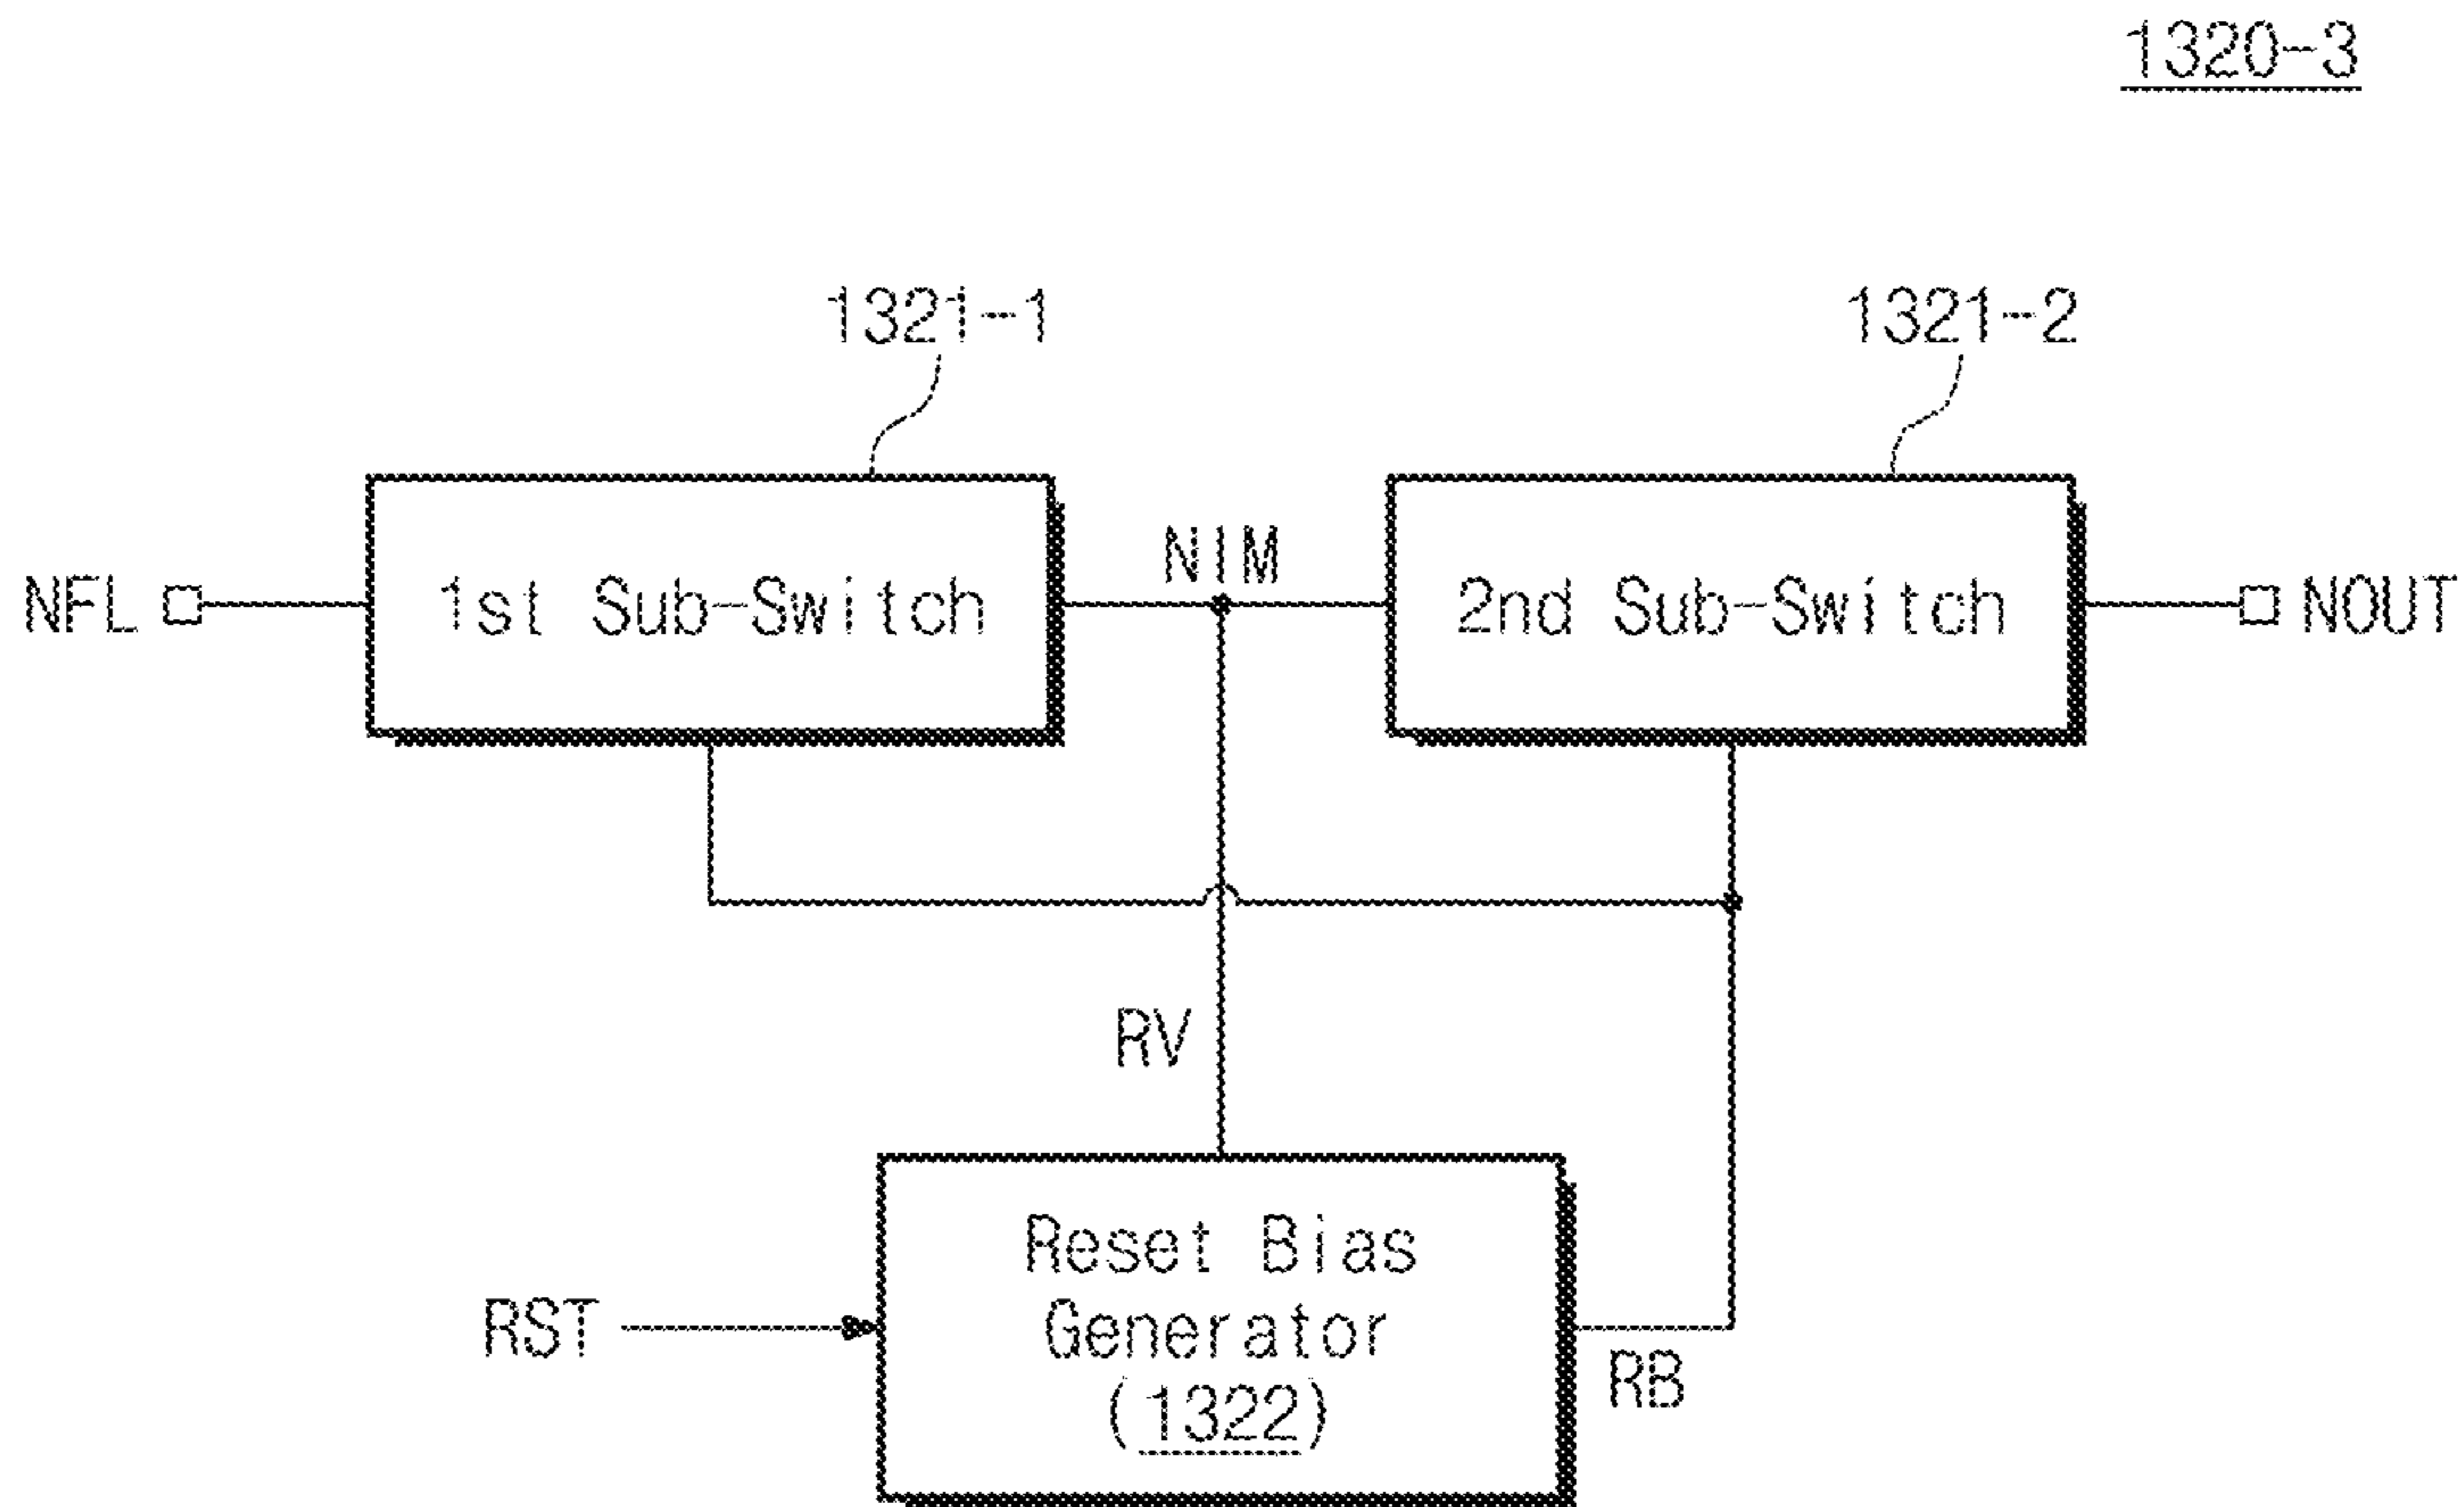 1320-3
1321-1
1321-2
NFL
1st Sub-Switch
NIM
2nd Sub-Switch
NOUT
RV
Reset Bias
Generator
(1322)
RST
RB